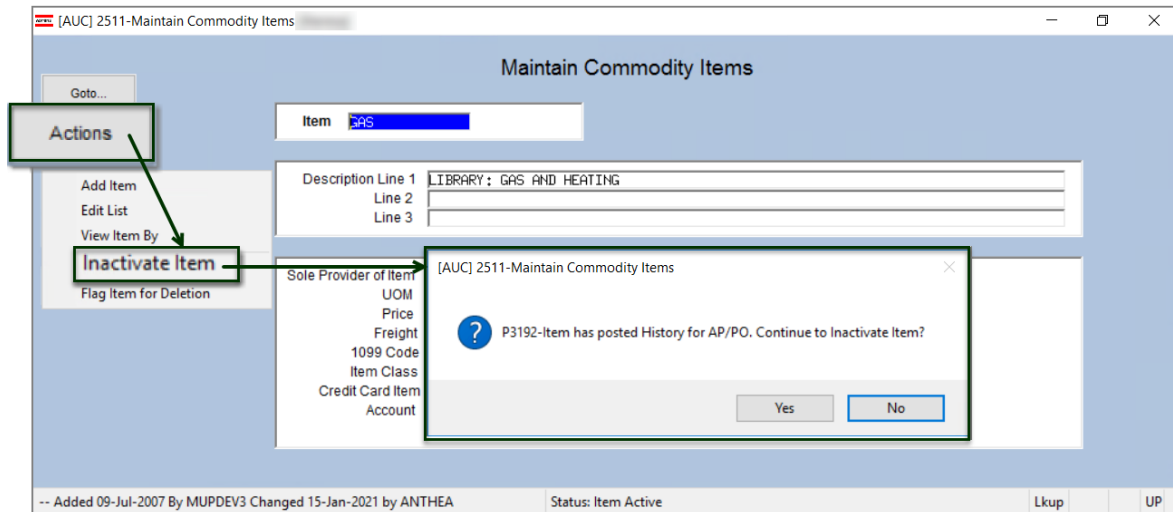 [AUC] 2511-Maintain Commodity Items
Maintain Commodity Items
Goto...
Actions
Item GAS
Add Item
Edit List
View Item By
Inactivate Item
Flag Item for Deletion
Description Line 1 LIBRARY: GAS AND HEATING
Line 2
Line 3
Sole Provider of Item
UOM
Price
Freight
1099 Code
Item Class
Credit Card Item
Account
[AUC] 2511-Maintain Commodity Items
P3192-Item has posted History for AP/PO. Continue to Inactivate Item?
Yes No
-- Added 09-Jul-2007 By MUPDEV3 Changed 15-Jan-2021 by ANTHEA Status: Item Active Lkup UP